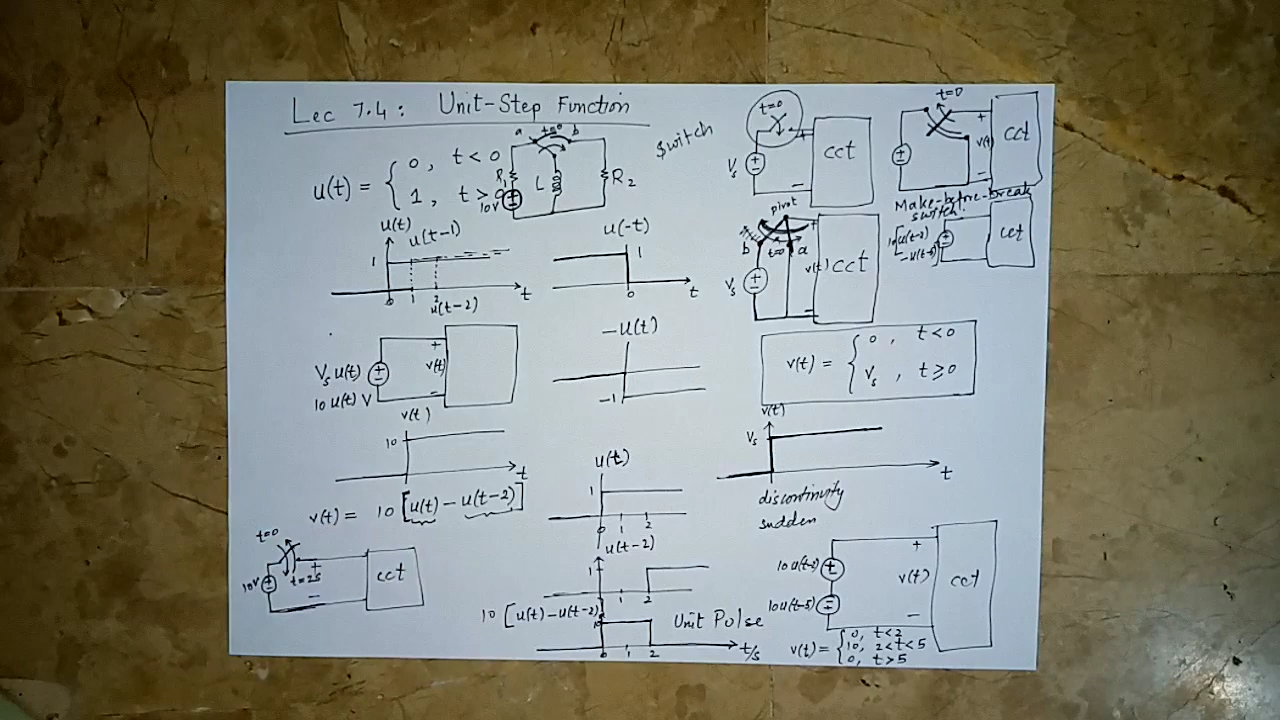 Lec 7.4: Unit-Step Function
u(t) = { 0, t < 0
1, t > 0
a t=0 b
R1 L R2
10V
Switch
t=0
Vs
+
cct
−
t=0
+
v(t)
−
cct
Make-before-break
switch
pivot
b t=0 a
Vs
+
v(t)
−
cct
10[u(t-2)
-u(t-5)]
cct
u(t)
u(t-1)
1
0 1 2 t
u(t-2)
u(-t)
1
0 t
Vs u(t)
10 u(t) V
+
v(t)
−
-u(t)
-1
v(t) = { 0, t < 0
Vs, t ≥ 0
v(t)
10
t
v(t)
Vs
t
discontinuity
sudden
v(t) = 10 [u(t) - u(t-2)]
u(t)
1
0 1 2
u(t-2)
1
1 2
t=0
10V
t=2s
+
−
cct
10 [u(t)-u(t-2)]
10
Unit Pulse
0 1 2 t/s
10u(t-2)
10u(t-5)
+
v(t)
−
cct
v(t) = { 0, t<2
10, 2<t<5
0, t>5